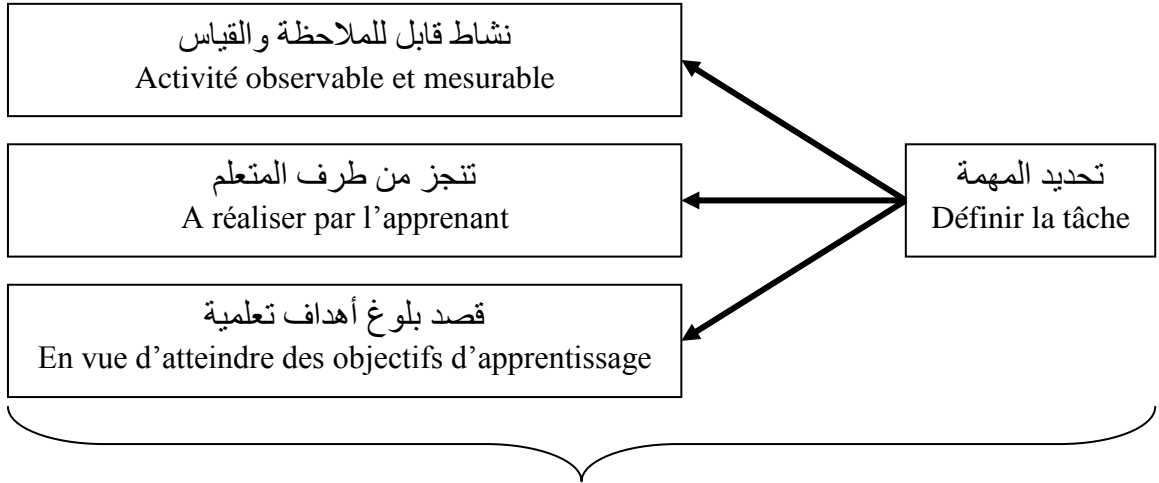 نشاط قابل للملاحظة والقياس
Activité observable et mesurable
تنجز من طرف المتعلم
A réaliser par l’apprenant
تحديد المهمة
Définir la tâche
قصد بلوغ أهداف تعلمية
En vue d’atteindre des objectifs d’apprentissage